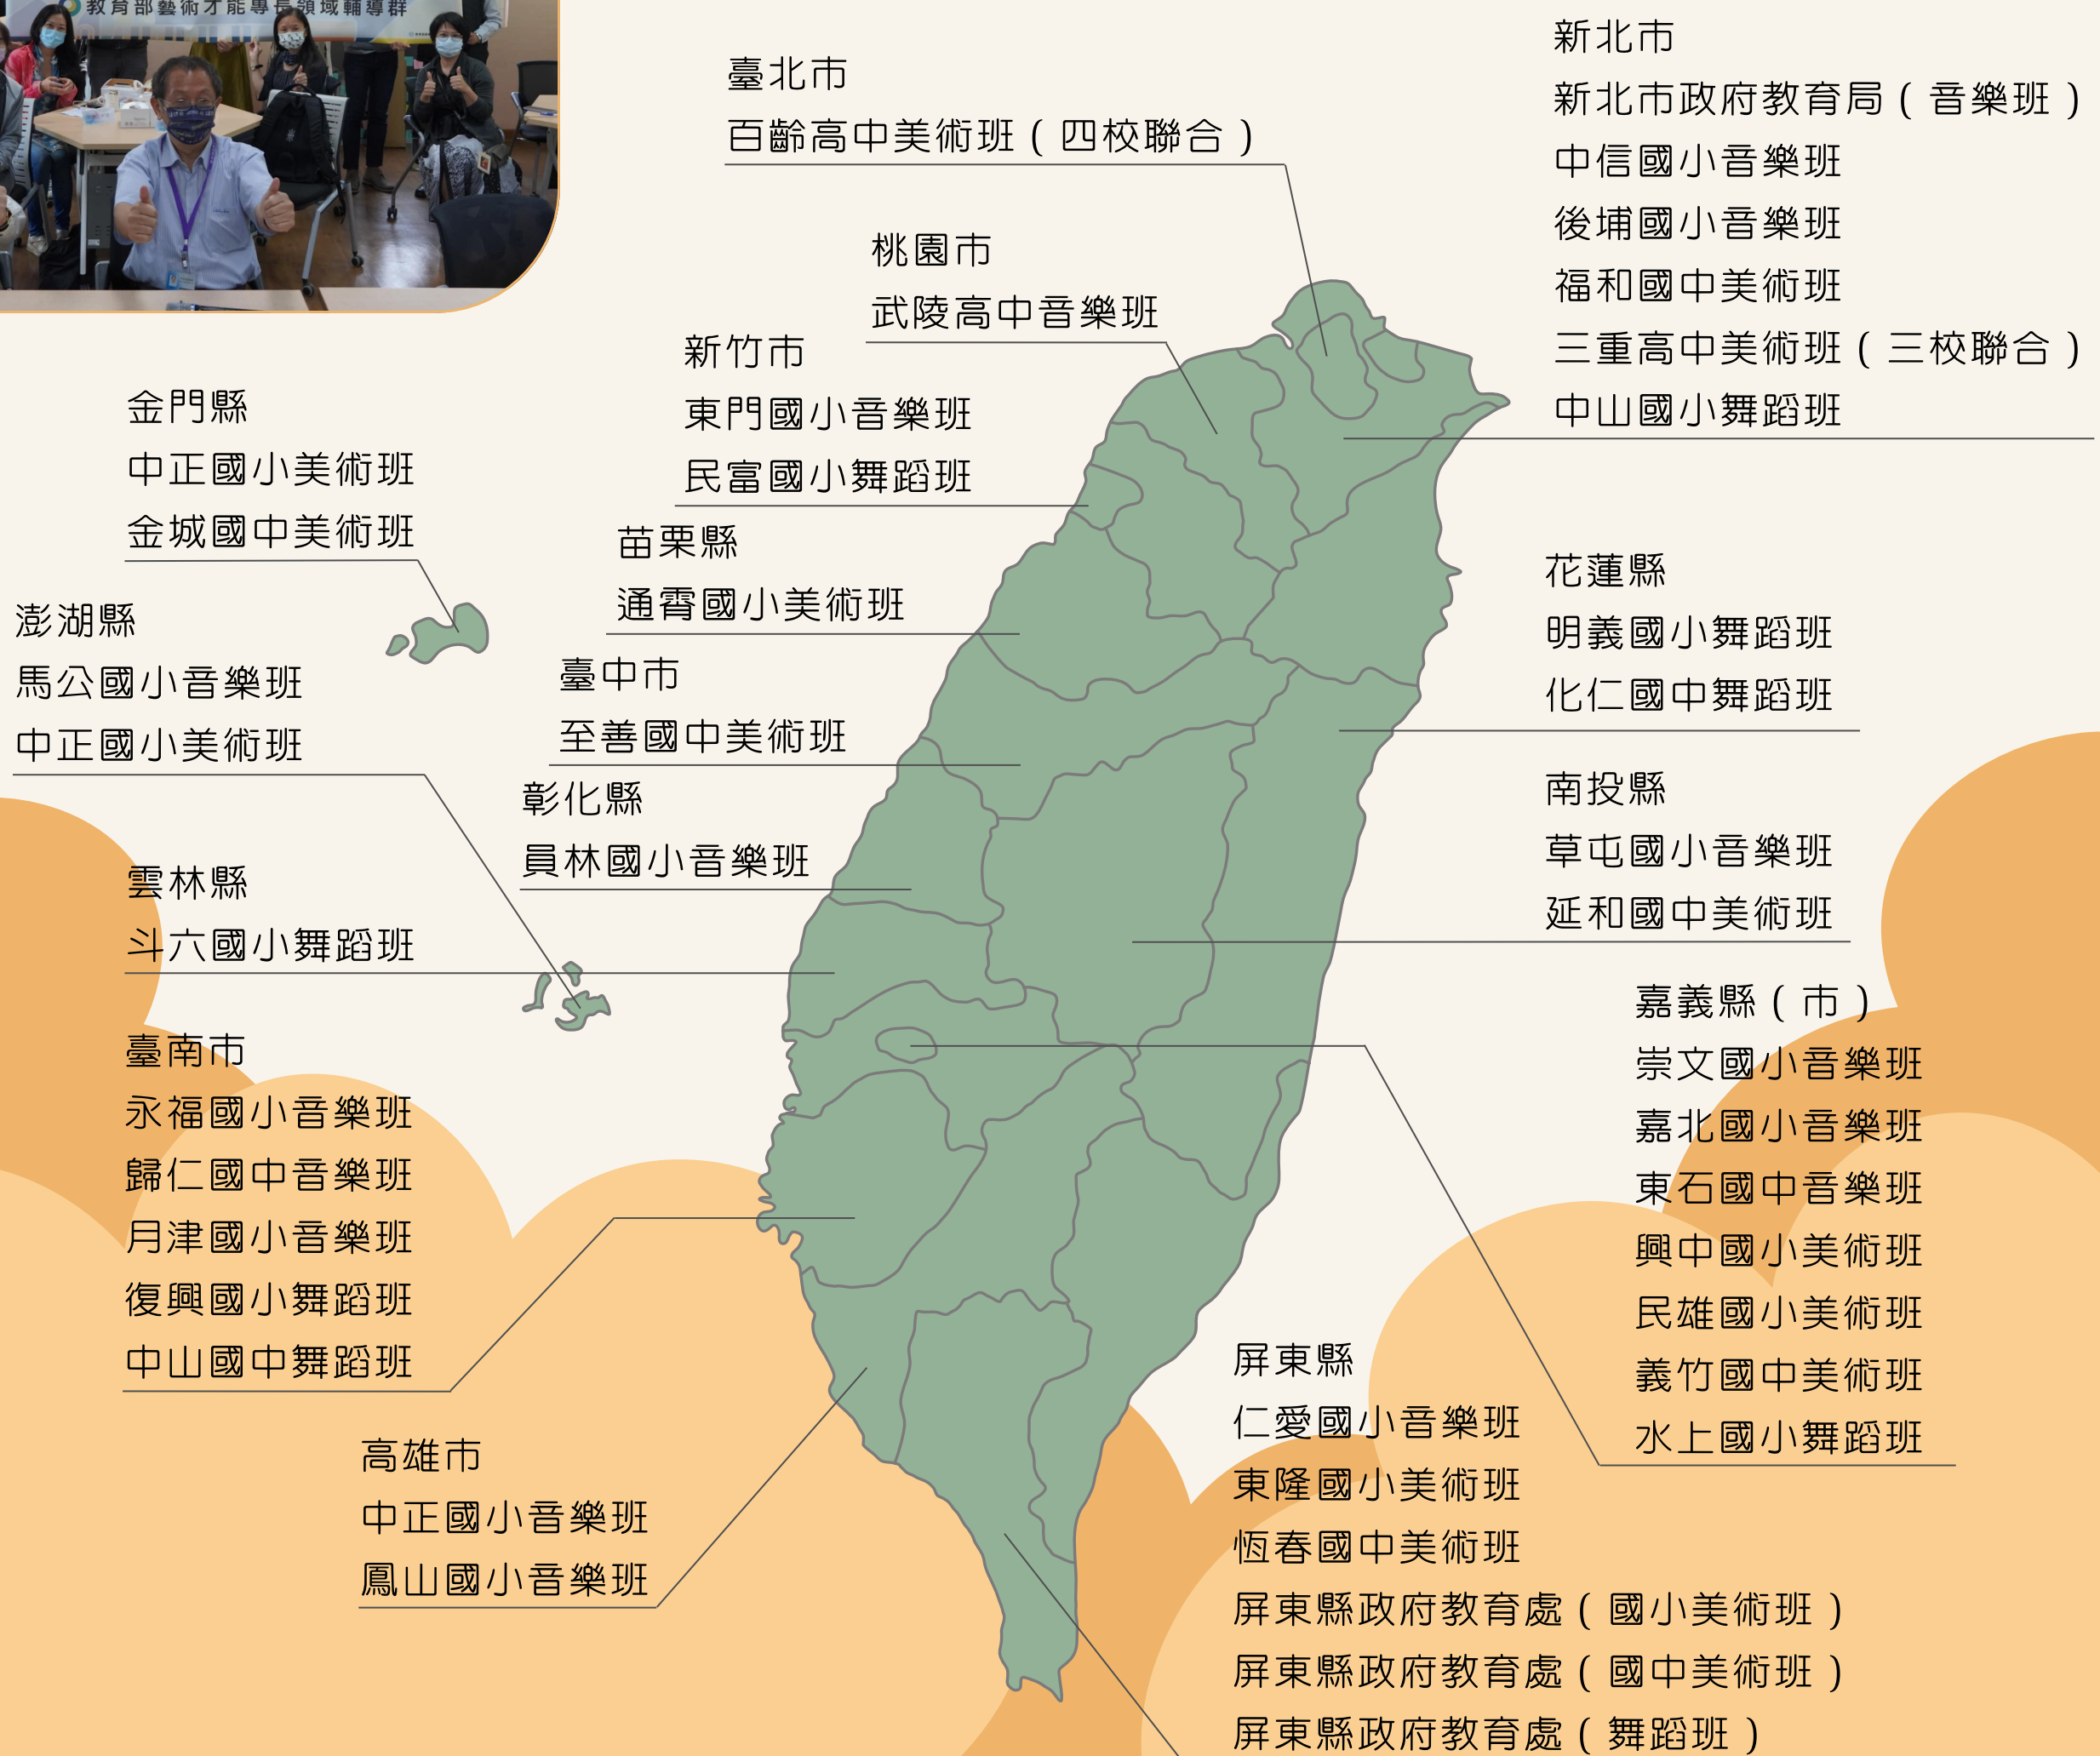 教育部藝術才能專長領域輔導群
臺北市
百齡高中美術班 ( 四校聯合 )
桃園市
武陵高中音樂班
新竹市
東門國小音樂班
民富國小舞蹈班
苗栗縣
通霄國小美術班
臺中市
至善國中美術班
彰化縣
員林國小音樂班
金門縣
中正國小美術班
金城國中美術班
澎湖縣
馬公國小音樂班
中正國小美術班
雲林縣
斗六國小舞蹈班
臺南市
永福國小音樂班
歸仁國中音樂班
月津國小音樂班
復興國小舞蹈班
中山國中舞蹈班
高雄市
中正國小音樂班
鳳山國小音樂班
新北市
新北市政府教育局 ( 音樂班 )
中信國小音樂班
後埔國小音樂班
福和國中美術班
三重高中美術班 ( 三校聯合 )
中山國小舞蹈班
花蓮縣
明義國小舞蹈班
化仁國中舞蹈班
南投縣
草屯國小音樂班
延和國中美術班
嘉義縣 ( 市 )
崇文國小音樂班
嘉北國小音樂班
東石國中音樂班
興中國小美術班
民雄國小美術班
義竹國中美術班
水上國小舞蹈班
屏東縣
仁愛國小音樂班
東隆國小美術班
恆春國中美術班
屏東縣政府教育處 ( 國小美術班 )
屏東縣政府教育處 ( 國中美術班 )
屏東縣政府教育處 ( 舞蹈班 )